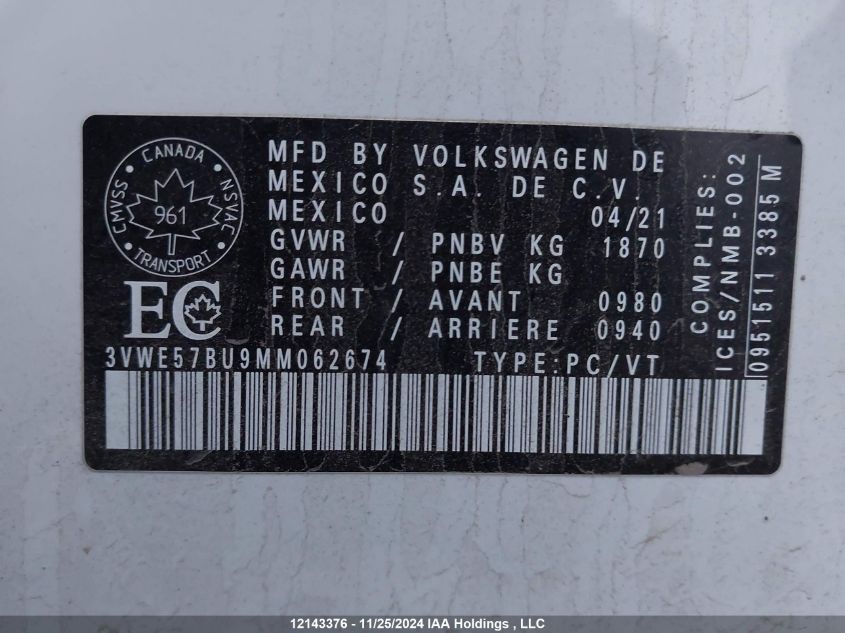 CANADA
CMVSS
NSVAC
961
TRANSPORT
EC
MFD BY VOLKSWAGEN DE
MEXICO S.A. DE C.V.
MEXICO 04/21
GVWR / PNBV KG 1870
GAWR / PNBE KG
FRONT / AVANT 0980
REAR / ARRIERE 0940
3VWE57BU9MM062674 TYPE:PC/VT
COMPLIES:
ICES/NMB-002
0951511 3385 M
12143376 - 11/25/2024 IAA Holdings , LLC